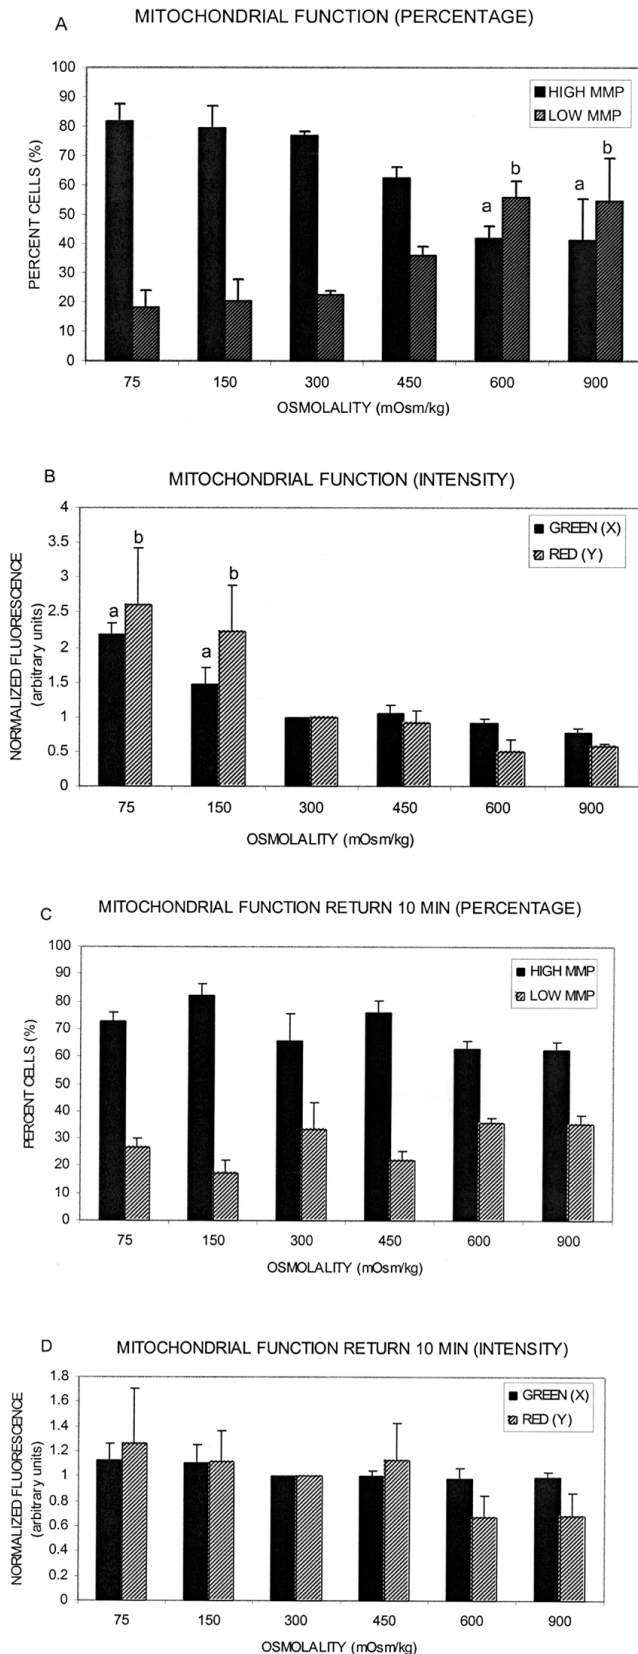 A
MITOCHONDRIAL FUNCTION (PERCENTAGE)
PERCENT CELLS (%)
100
90
80
70
60
50
40
30
20
10
0
HIGH MMP
LOW MMP
a
b
a
b
75 150 300 450 600 900
OSMOLALITY (mOsm/kg)
B
MITOCHONDRIAL FUNCTION (INTENSITY)
NORMALIZED FLUORESCENCE
(arbitrary units)
4
3.5
3
2.5
2
1.5
1
0.5
0
GREEN (X)
RED (Y)
a
b
a
b
75 150 300 450 600 900
OSMOLALITY (mOsm/kg)
C
MITOCHONDRIAL FUNCTION RETURN 10 MIN (PERCENTAGE)
PERCENT CELLS (%)
100
90
80
70
60
50
40
30
20
10
0
HIGH MMP
LOW MMP
75 150 300 450 600 900
OSMOLALITY (mOsm/kg)
D
MITOCHONDRIAL FUNCTION RETURN 10 MIN (INTENSITY)
NORMALIZED FLUORESCENCE
(arbitrary units)
1.8
1.6
1.4
1.2
1
0.8
0.6
0.4
0.2
0
GREEN (X)
RED (Y)
75 150 300 450 600 900
OSMOLALITY (mOsm/kg)